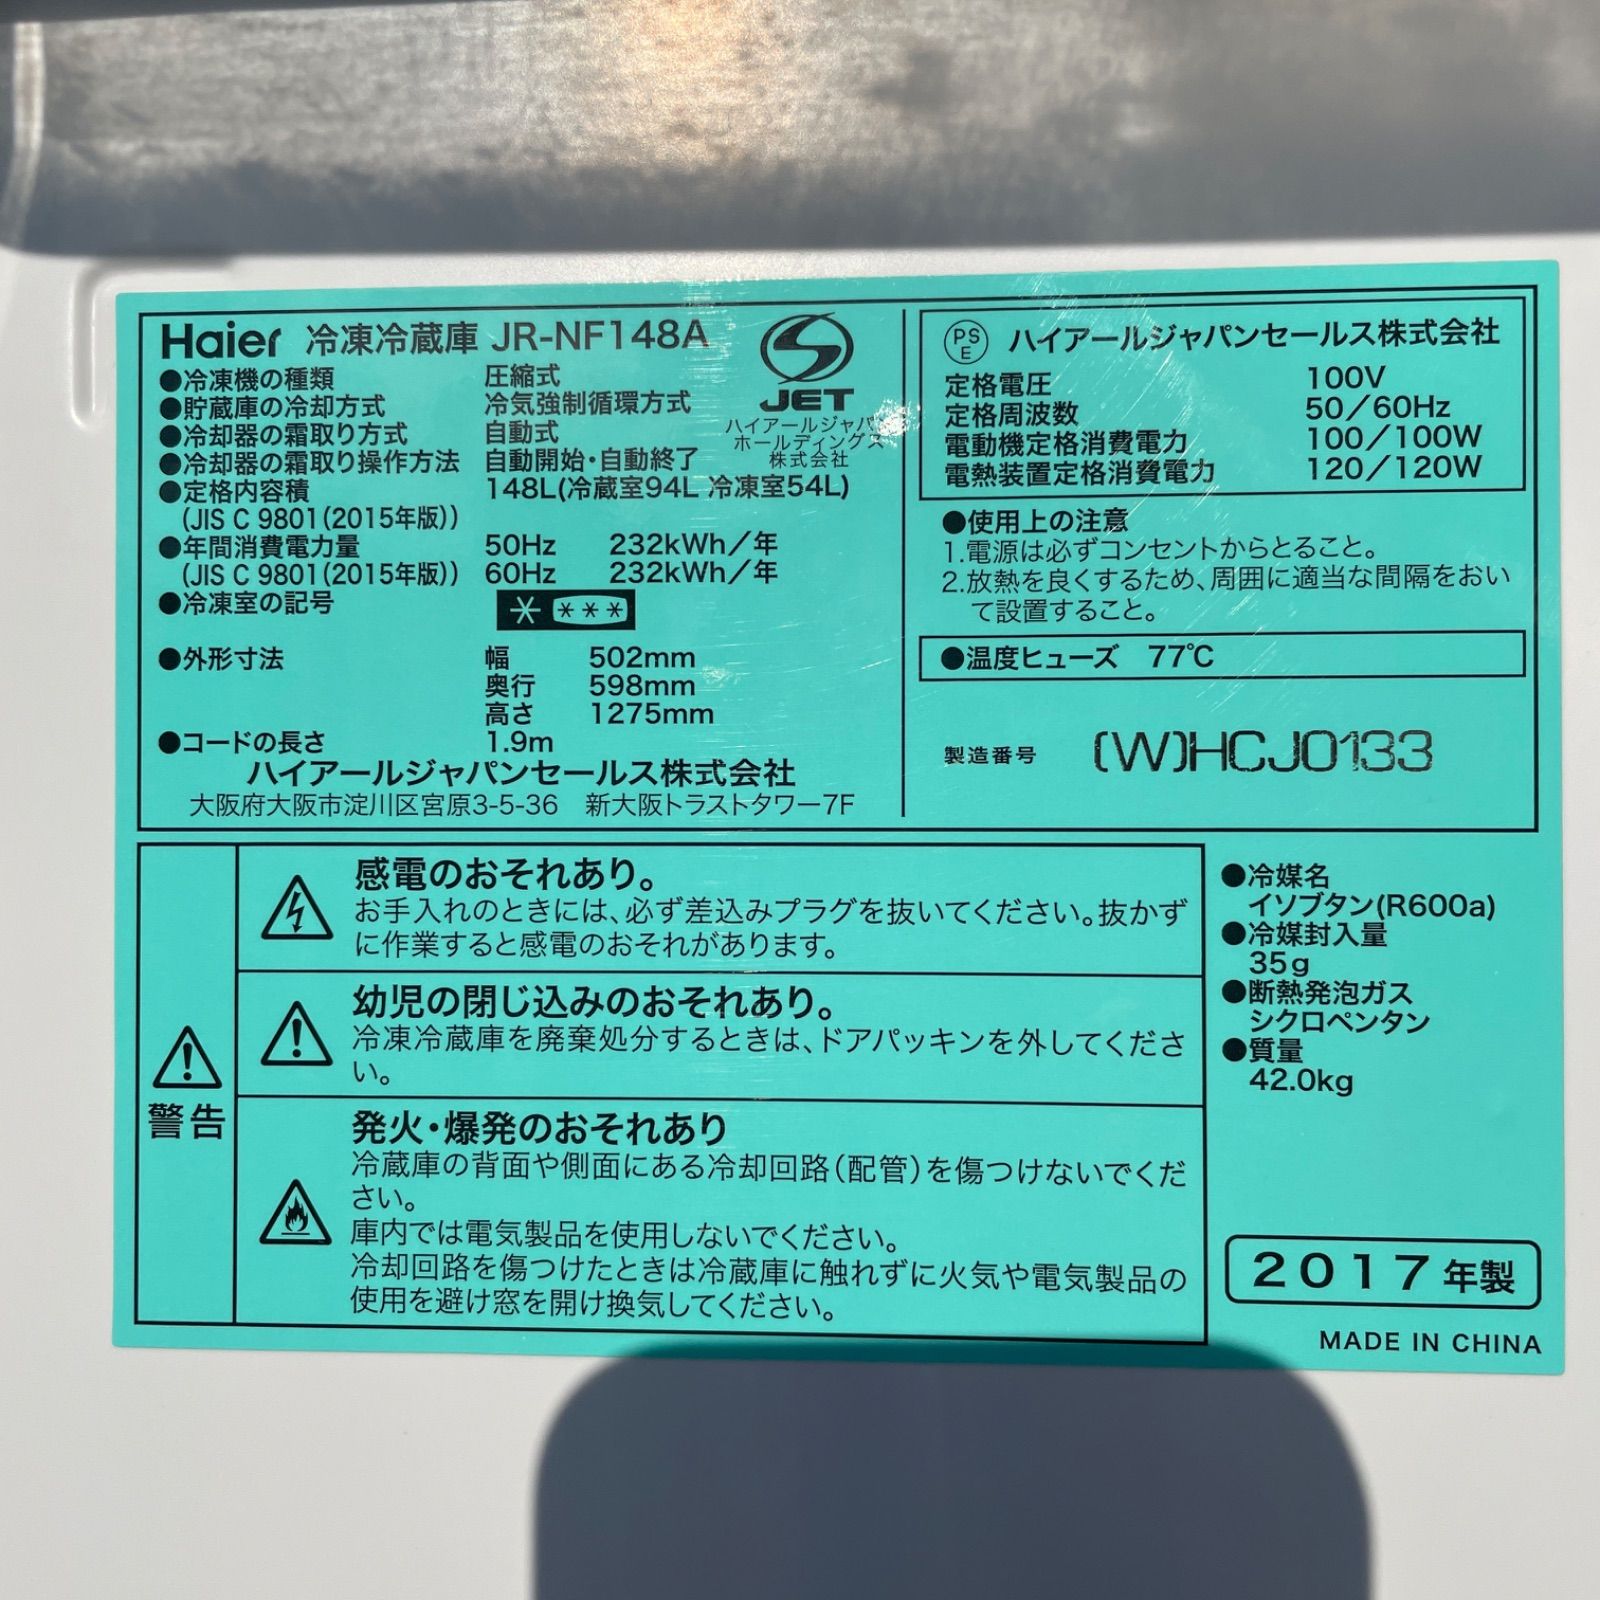 Haier 冷凍冷蔵庫 JR-NF148A
●冷凍機の種類 圧縮式
●貯蔵庫の冷却方式 冷気強制循環方式
●冷却器の霜取り方式 自動式
●冷却器の霜取り操作方法 自動開始・自動終了
●定格内容積 148L(冷蔵室94L 冷凍室54L)
(JIS C 9801(2015年版))
●年間消費電力量 50Hz 232kWh／年
(JIS C 9801(2015年版)) 60Hz 232kWh／年
●冷凍室の記号 * ***
●外形寸法 幅 502mm
奥行 598mm
高さ 1275mm
●コードの長さ 1.9m
ハイアールジャパンセールス株式会社
大阪府大阪市淀川区宮原3-5-36 新大阪トラストタワー7F
S
JET
ハイアールジャパン
ホールディングス
株式会社
PS
E
ハイアールジャパンセールス株式会社
定格電圧 100V
定格周波数 50／60Hz
電動機定格消費電力 100／100W
電熱装置定格消費電力 120／120W
●使用上の注意
1.電源は必ずコンセントからとること。
2.放熱を良くするため、周囲に適当な間隔をおい
て設置すること。
●温度ヒューズ 77℃
製造番号 (W)HCJ0133
警告
感電のおそれあり。
お手入れのときには、必ず差込みプラグを抜いてください。抜かず
に作業すると感電のおそれがあります。
幼児の閉じ込みのおそれあり。
冷凍冷蔵庫を廃棄処分するときは、ドアパッキンを外してくださ
い。
発火・爆発のおそれあり
冷蔵庫の背面や側面にある冷却回路(配管)を傷つけないでくだ
さい。
庫内では電気製品を使用しないでください。
冷却回路を傷つけたときは冷蔵庫に触れずに火気や電気製品の
使用を避け窓を開け換気してください。
●冷媒名
イソブタン(R600a)
●冷媒封入量
35g
●断熱発泡ガス
シクロペンタン
●質量
42.0kg
2017年製
MADE IN CHINA